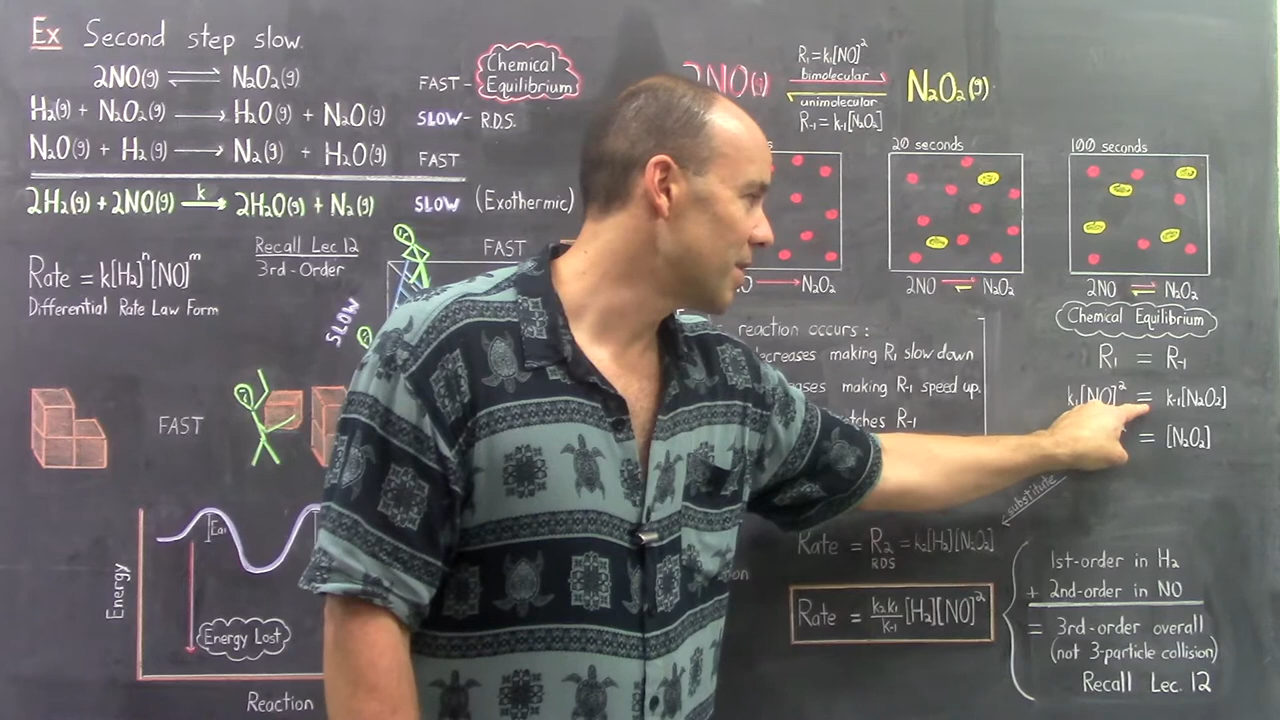 Ex Second step slow.
2NO(g) ⇌ N₂O₂(g) FAST - Chemical Equilibrium
H₂(g) + N₂O₂(g) → H₂O(g) + N₂O(g) SLOW - R.D.S.
N₂O(g) + H₂(g) → N₂(g) + H₂O(g) FAST
2H₂(g) + 2NO(g) →k 2H₂O(g) + N₂(g) SLOW (Exothermic)
Rate = k[H₂]ⁿ[NO]ᵐ
Differential Rate Law Form
Recall Lec 12
3rd-Order
FAST
SLOW
FAST
Energy
Ea1
Energy Lost
Reaction
2NO(g)
R₁ = k₁[NO]²
bimolecular
unimolecular
R₋₁ = k₋₁[N₂O₂]
N₂O₂(g)
20 seconds
100 seconds
→ N₂O₂
2NO ⇌ N₂O₂
2NO ⇌ N₂O₂
Chemical Equilibrium
R₁ = R₋₁
k₁[NO]² = k₋₁[N₂O₂]
= [N₂O₂]
reaction occurs:
decreases making R₁ slow down
making R₋₁ speed up.
R₋₁
substitute
Rate = R₂ = k₂[H₂][N₂O₂]
RDS
Rate = k₂k₁/k₋₁ [H₂][NO]²
1st-order in H₂
+ 2nd-order in NO
= 3rd-order overall
(not 3-particle collision)
Recall Lec. 12